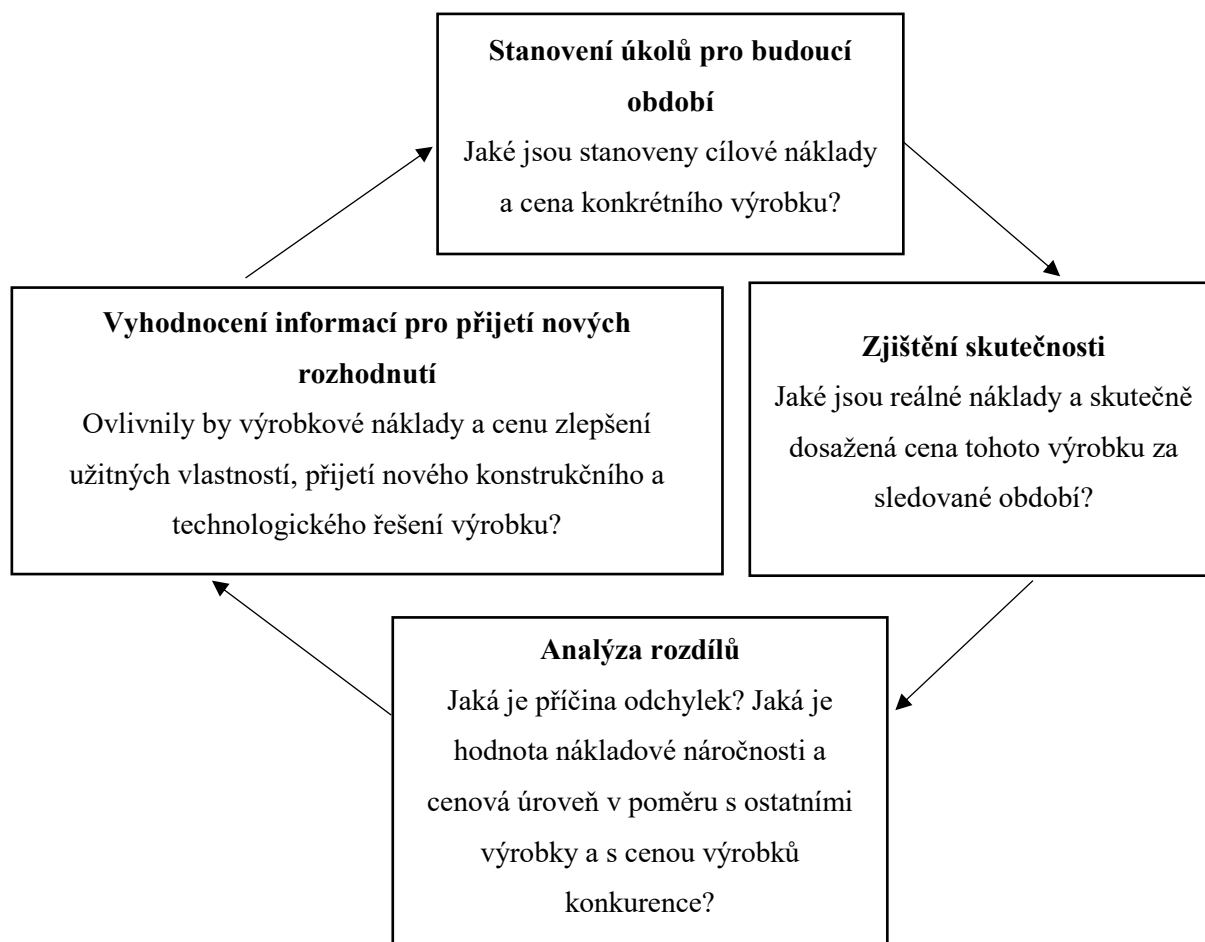 Stanovení úkolů pro budoucí
období
Jaké jsou stanoveny cílové náklady
a cena konkrétního výrobku?
Vyhodnocení informací pro přijetí nových
rozhodnutí
Ovlivnily by výrobkové náklady a cenu zlepšení
užitných vlastností, přijetí nového konstrukčního a
technologického řešení výrobku?
Zjištění skutečnosti
Jaké jsou reálné náklady a skutečně
dosažená cena tohoto výrobku za
sledované období?
Analýza rozdílů
Jaká je příčina odchylek? Jaká je
hodnota nákladové náročnosti a
cenová úroveň v poměru s ostatními
výrobky a s cenou výrobků
konkurence?